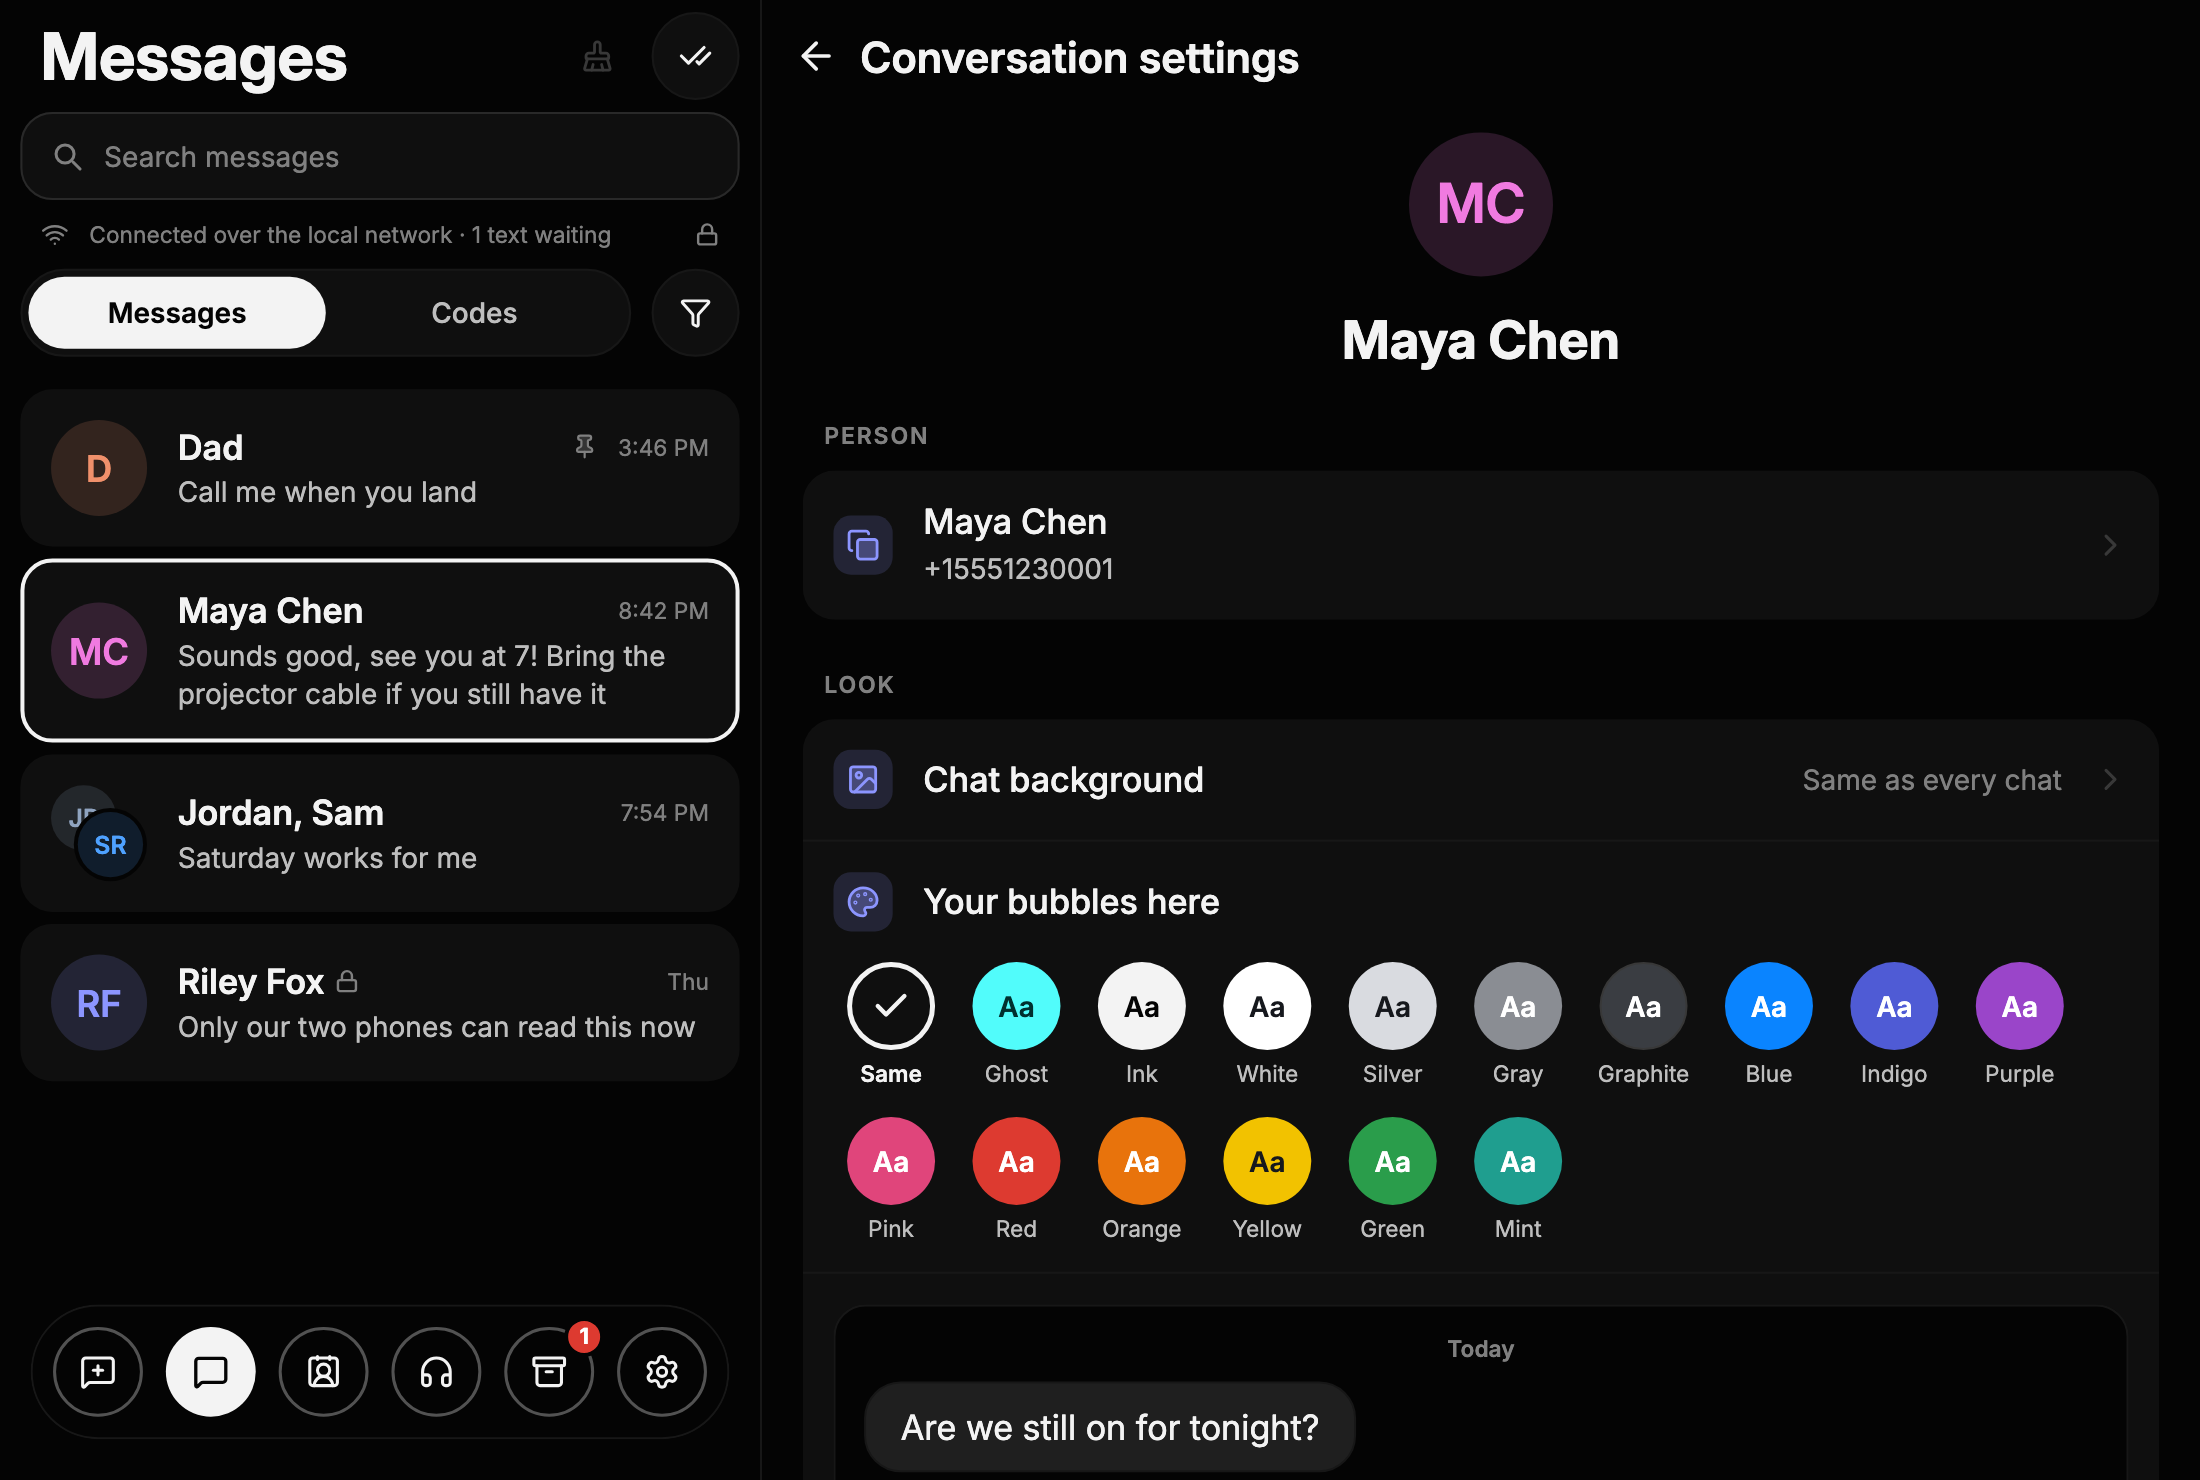 Messages
Search messages
Connected over the local network · 1 text waiting
Messages
Codes
D
Dad
3:46 PM
Call me when you land
MC
Maya Chen
8:42 PM
Sounds good, see you at 7! Bring the
projector cable if you still have it
SR
Jordan, Sam
7:54 PM
Saturday works for me
RF
Riley Fox
Thu
Only our two phones can read this now
1
Conversation settings
MC
Maya Chen
PERSON
Maya Chen
+15551230001
LOOK
Chat background
Same as every chat
Your bubbles here
Aa Aa Aa Aa Aa Aa Aa Aa Aa
Same Ghost Ink White Silver Gray Graphite Blue Indigo Purple
Aa Aa Aa Aa Aa Aa
Pink Red Orange Yellow Green Mint
Today
Are we still on for tonight?